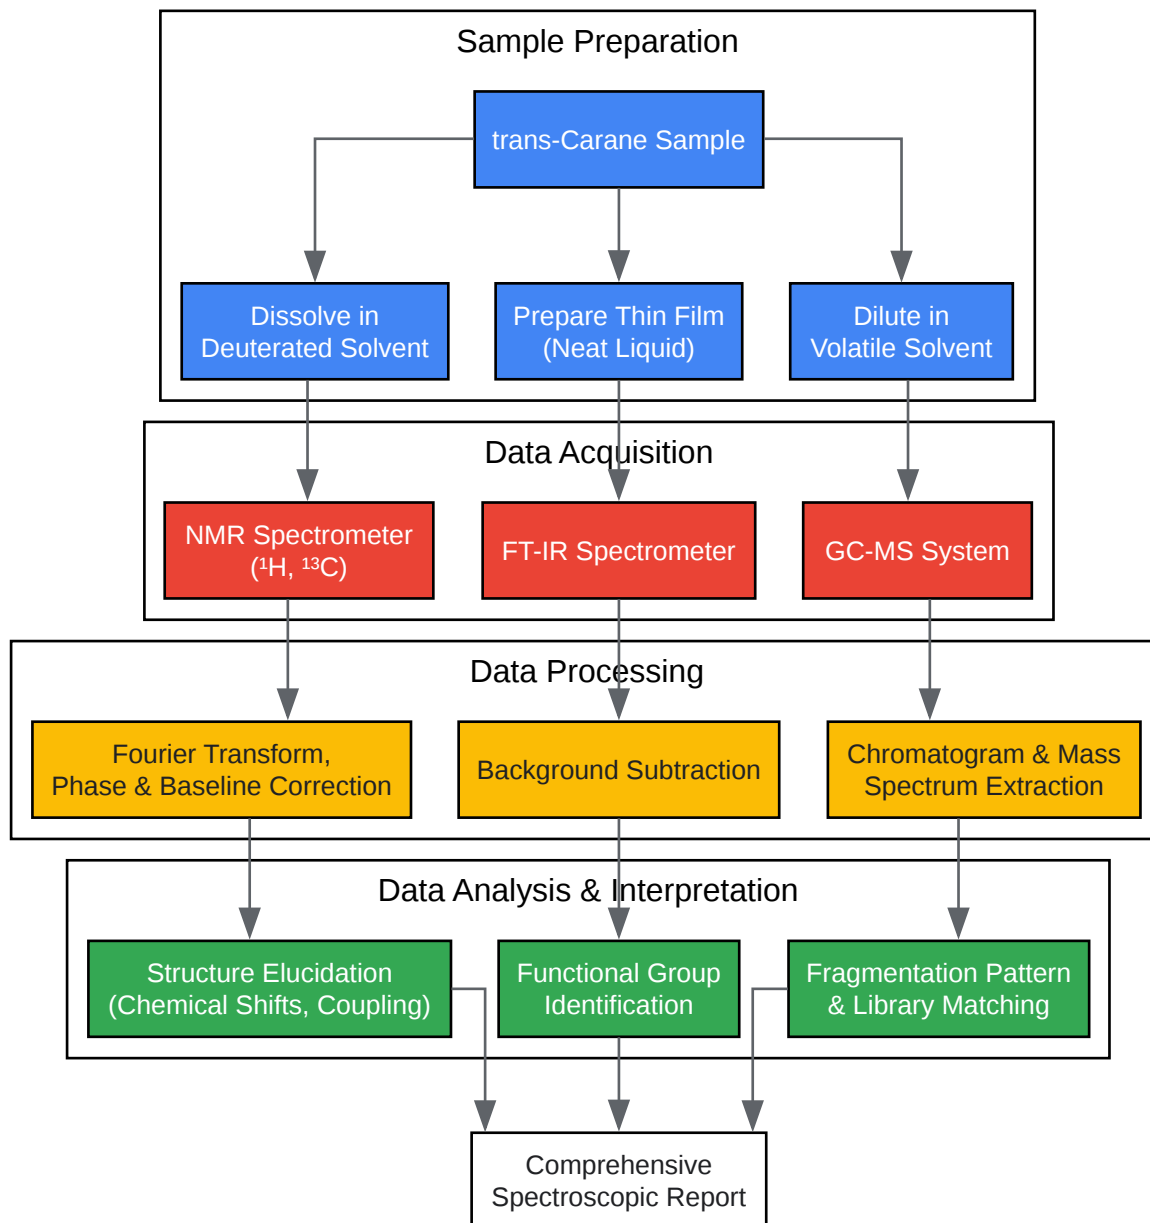 Sample Preparation
trans-Carane Sample
Dissolve in
Deuterated Solvent
Prepare Thin Film
(Neat Liquid)
Dilute in
Volatile Solvent
Data Acquisition
NMR Spectrometer
(¹H, ¹³C)
FT-IR Spectrometer
GC-MS System
Data Processing
Fourier Transform,
Phase & Baseline Correction
Background Subtraction
Chromatogram & Mass
Spectrum Extraction
Data Analysis & Interpretation
Structure Elucidation
(Chemical Shifts, Coupling)
Functional Group
Identification
Fragmentation Pattern
& Library Matching
Comprehensive
Spectroscopic Report